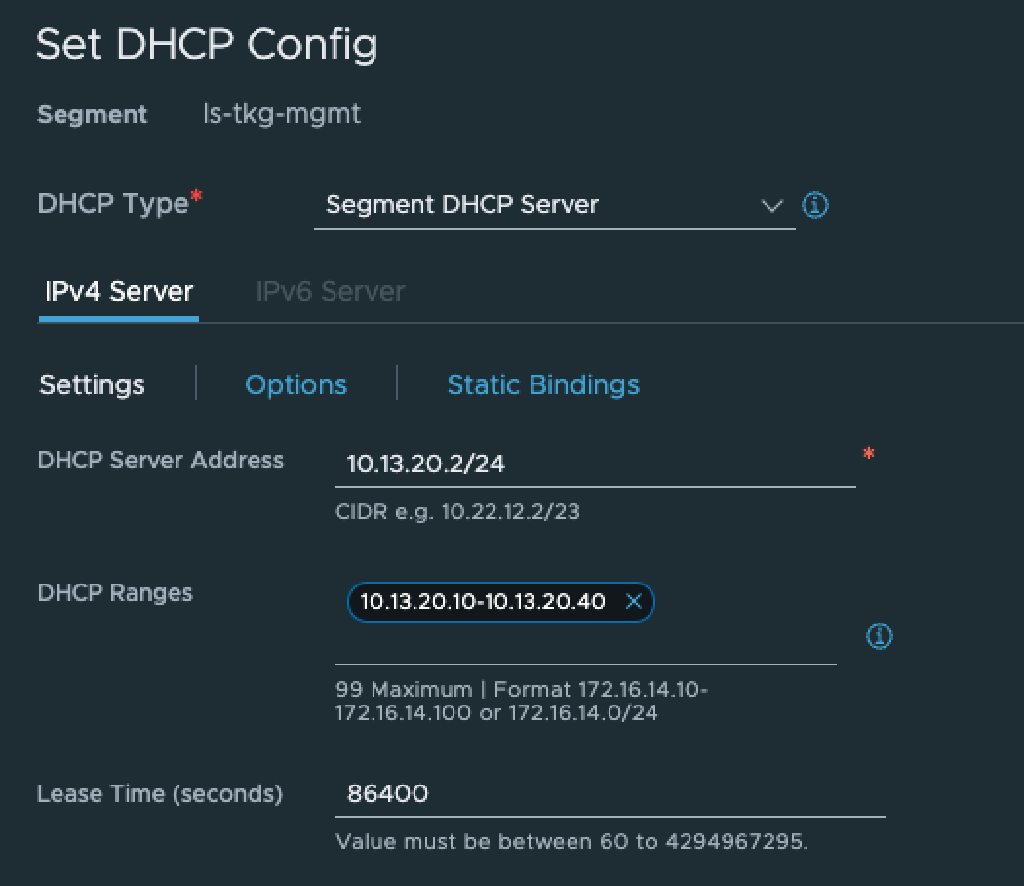 Set DHCP Config
Segment ls-tkg-mgmt
DHCP Type* Segment DHCP Server
IPv4 Server IPv6 Server
Settings Options Static Bindings
DHCP Server Address 10.13.20.2/24 *
CIDR e.g. 10.22.12.2/23
DHCP Ranges 10.13.20.10-10.13.20.40
99 Maximum | Format 172.16.14.10-
172.16.14.100 or 172.16.14.0/24
Lease Time (seconds) 86400
Value must be between 60 to 4294967295.